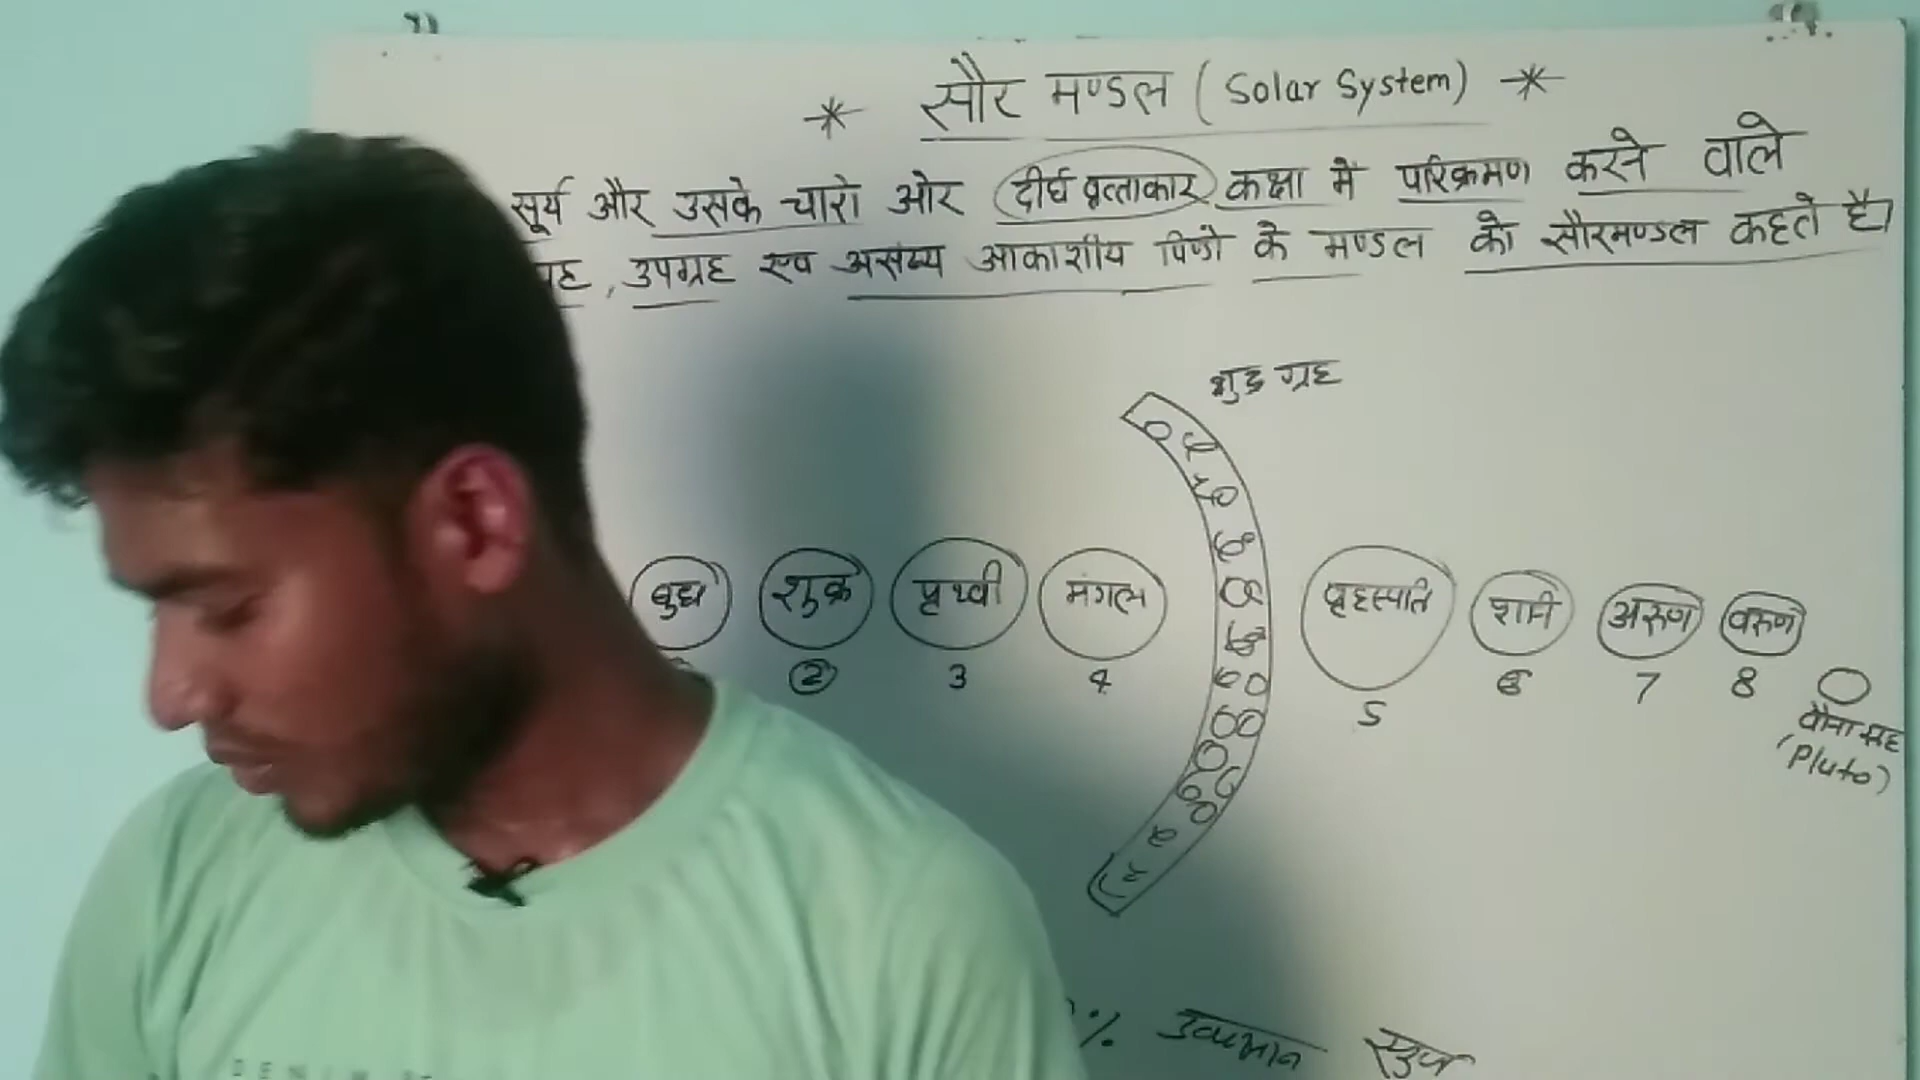 * सौर मण्डल ( Solar System) *
सूर्य और उसके चारो ओर दीर्घ वृत्ताकार कक्षा मे परिक्रमण करने वाले
उपग्रह एव असंख्य आकाशीय पिण्डो के मण्डल को सौरमण्डल कहते है।
क्षुद्र ग्रह
बुध शुक्र पृथ्वी मंगल बृहस्पति शनि अरुण वरुण
2 3 4 5 6 7 8
बौना ग्रह
(Pluto)
%
DENIM